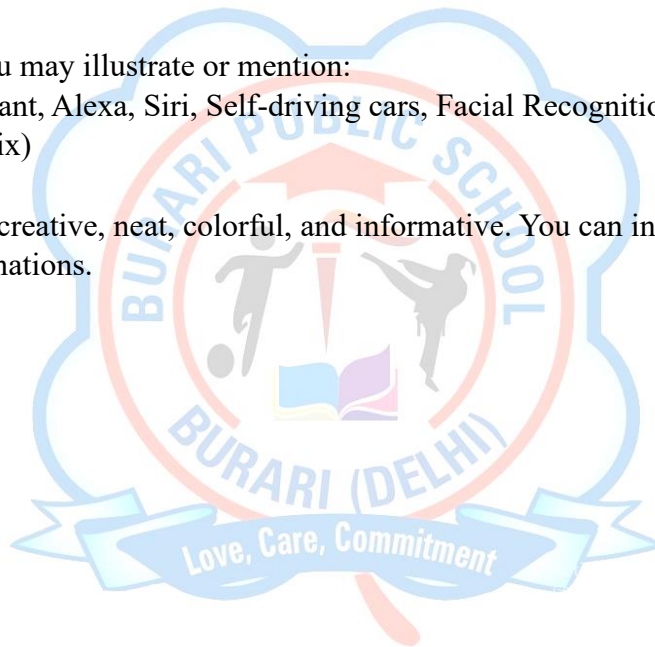 u may illustrate or mention:
ant, Alexa, Siri, Self-driving cars, Facial Recognitio
ix)
creative, neat, colorful, and informative. You can in
nations.
BURARI PUBLIC SCHOOL
BURARI (DELHI)
Love, Care, Commitment